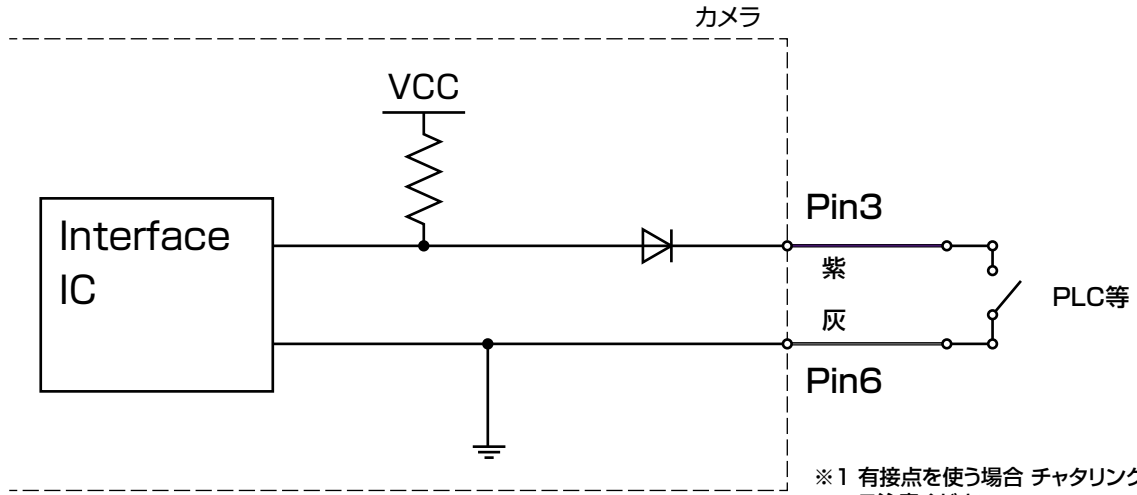 カメラ
VCC
Interface
IC
Pin3
紫
灰
PLC等
Pin6
※1 有接点を使う場合 チャタリング